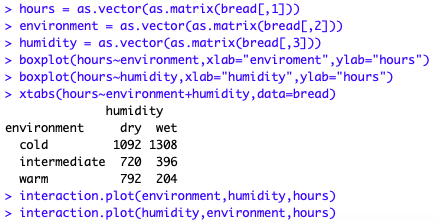 > hours = as.vector(as.matrix(bread[,1]))
> environment = as.vector(as.matrix(bread[,2]))
> humidity = as.vector(as.matrix(bread[,3]))
> boxplot(hours~environment,xlab="enviroment",ylab="hours")
> boxplot(hours~humidity,xlab="humidity",ylab="hours")
> xtabs(hours~environment+humidity,data=bread)
              humidity
environment     dry  wet
  cold         1092 1308
  intermediate  720  396
  warm          792  204
> interaction.plot(environment,humidity,hours)
> interaction.plot(humidity,environment,hours)